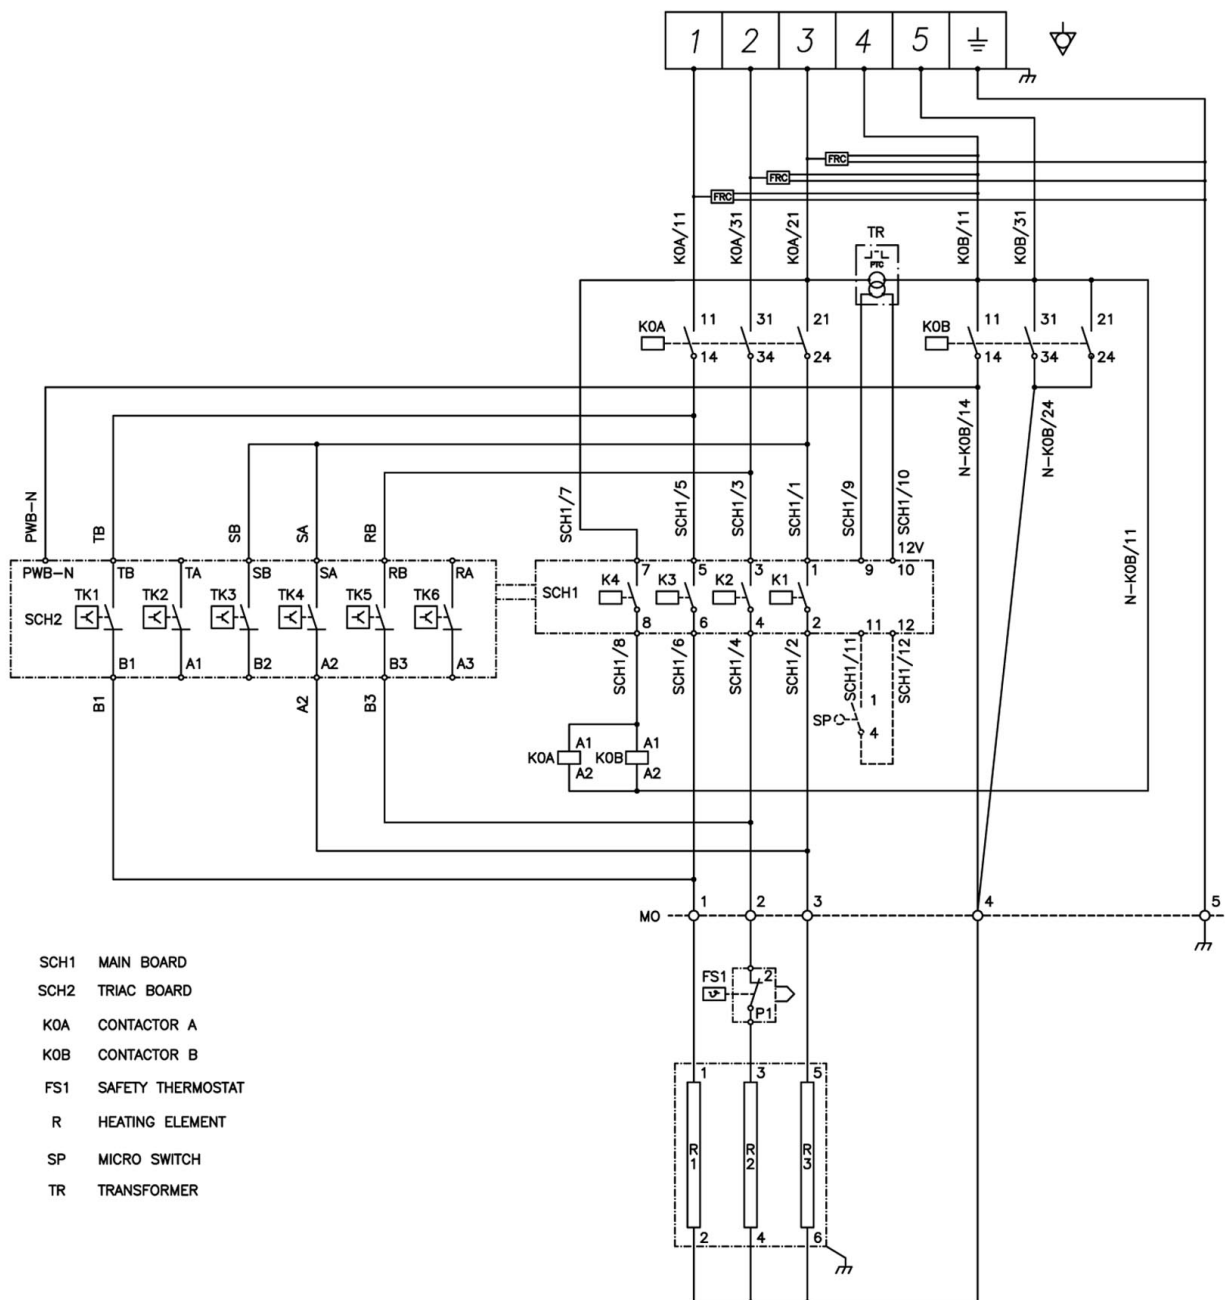 1 2 3 4 5
FRC
FRC
FRC
K0A/11 K0A/31 K0A/21 TR K0B/11 K0B/31
PTC
K0A 11 31 21 K0B 11 31 21
14 34 24 14 34 24
N-K0B/14 N-K0B/24
PWB-N TB SB SA RB SCH1/7 SCH1/5 SCH1/3 SCH1/1 SCH1/9 SCH1/10
12V
N-K0B/11
PWB-N TB TA SB SA RB RA 7 5 3 1 9 10
SCH2 TK1 TK2 TK3 TK4 TK5 TK6 SCH1 K4 K3 K2 K1
8 6 4 2 11 12
B1 A1 B2 A2 B3 A3
SCH1/8 SCH1/6 SCH1/4 SCH1/2 SCH1/11 SCH1/12
B1 A2 B3
SP 1
4
K0A A1 K0B A1
A2 A2
MO 1 2 3 4 5
FS1 2
P1
1 3 5
R1 R2 R3
2 4 6
SCH1 MAIN BOARD
SCH2 TRIAC BOARD
K0A CONTACTOR A
K0B CONTACTOR B
FS1 SAFETY THERMOSTAT
R HEATING ELEMENT
SP MICRO SWITCH
TR TRANSFORMER